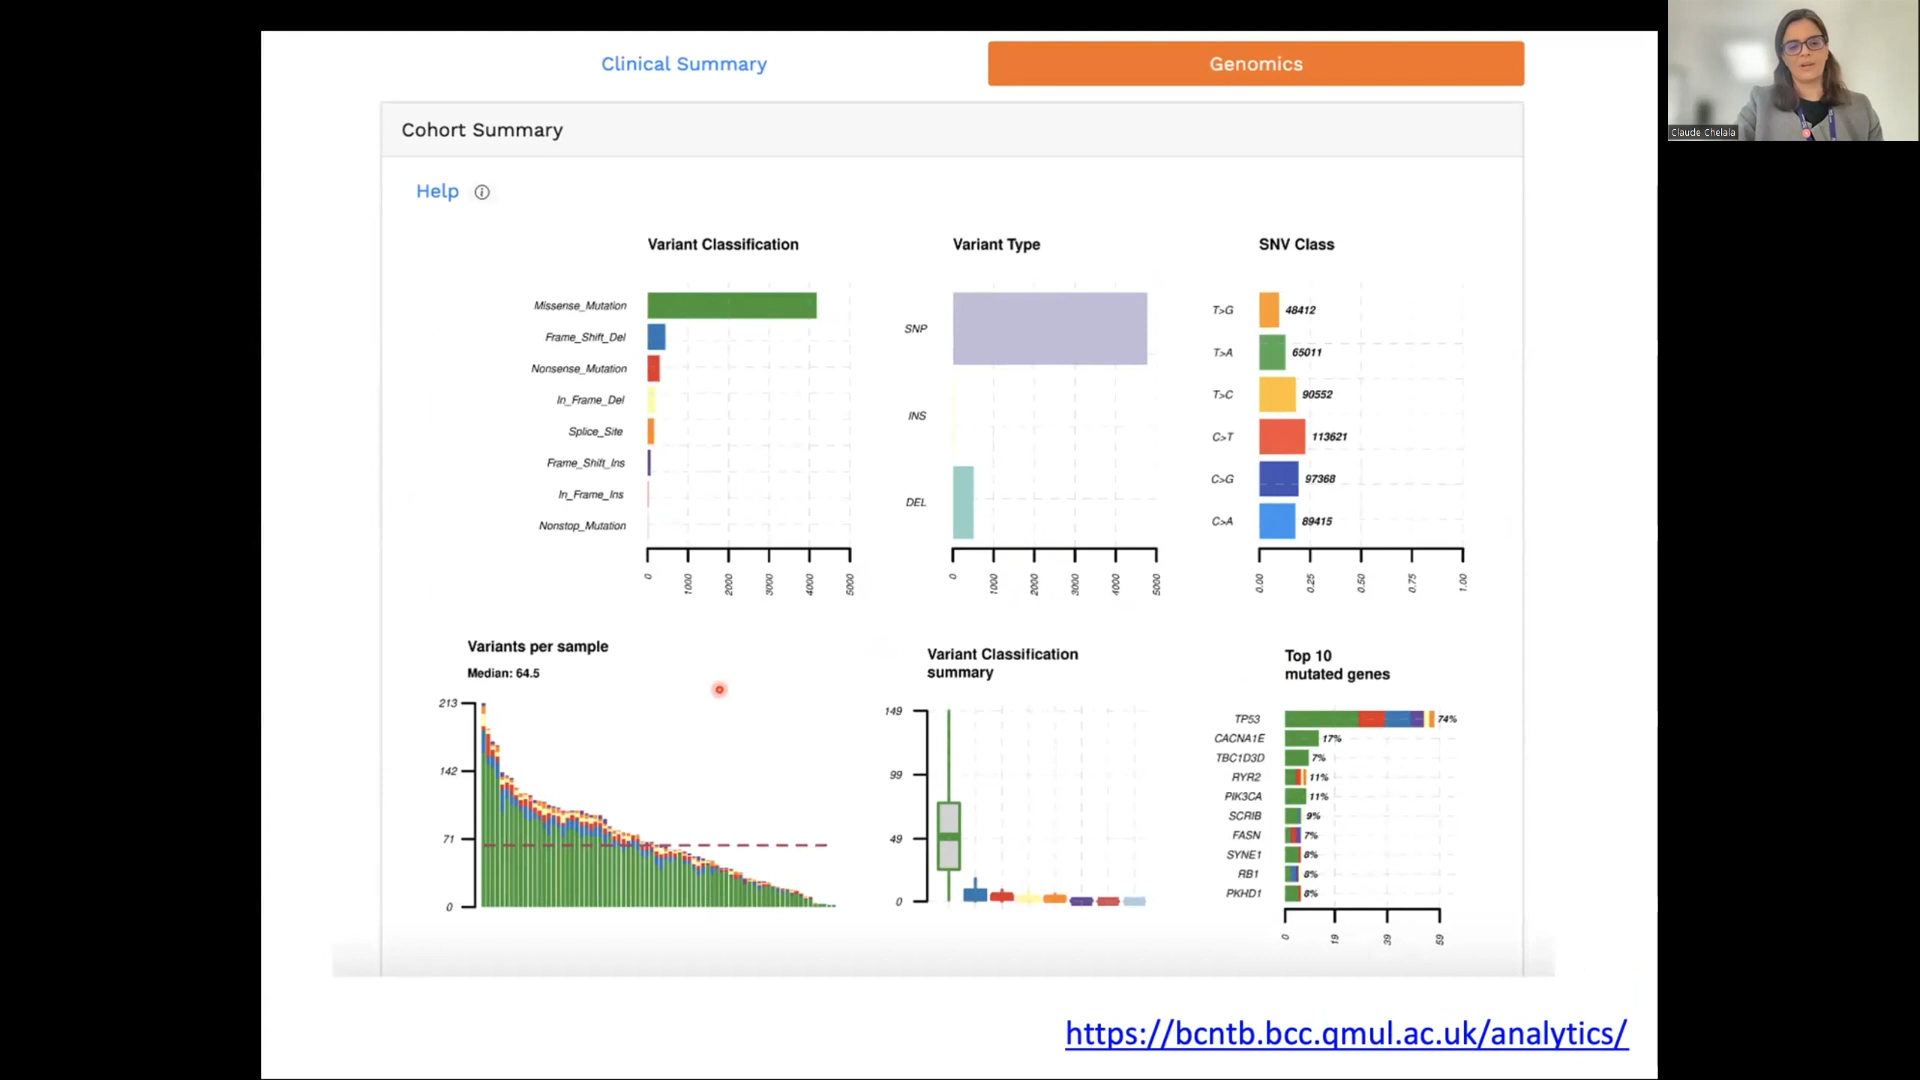 Clinical Summary
Genomics
Claude Chelala
Cohort Summary
Help
Variant Classification
Missense_Mutation
Frame_Shift_Del
Nonsense_Mutation
In_Frame_Del
Splice_Site
Frame_Shift_Ins
In_Frame_Ins
Nonstop_Mutation
0 1000 2000 3000 4000 5000
Variant Type
SNP
INS
DEL
0 1000 2000 3000 4000 5000
SNV Class
T>G 48412
T>A 65011
T>C 90552
C>T 113621
C>G 97368
C>A 89415
0.00 0.25 0.50 0.75 1.00
Variants per sample
Median: 64.5
213
142
71
0
Variant Classification
summary
149
99
49
0
Top 10
mutated genes
TP53 74%
CACNA1E 17%
TBC1D3D 7%
RYR2 11%
PIK3CA 11%
SCRIB 9%
FASN 7%
SYNE1 8%
RB1 8%
PKHD1 8%
0 19 39 59
https://bcntb.bcc.qmul.ac.uk/analytics/